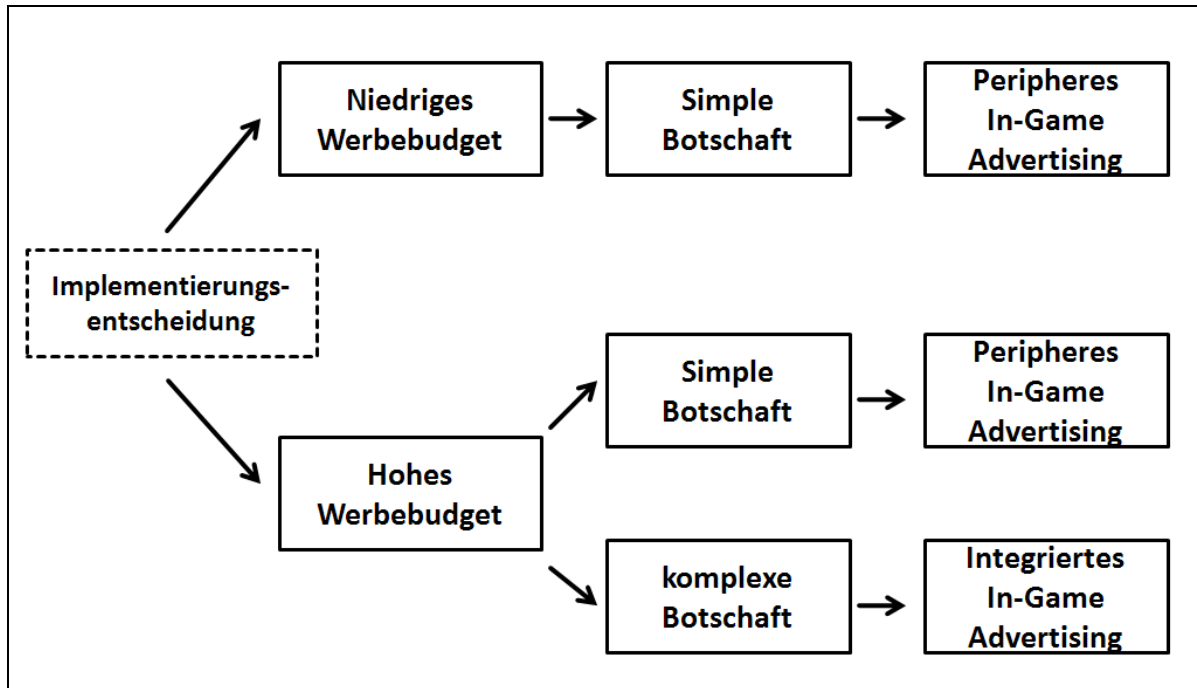 Niedriges
Werbebudget
Simple
Botschaft
Peripheres
In-Game
Advertising
Implementierungs-
entscheidung
Simple
Botschaft
Peripheres
In-Game
Advertising
Hohes
Werbebudget
komplexe
Botschaft
Integriertes
In-Game
Advertising